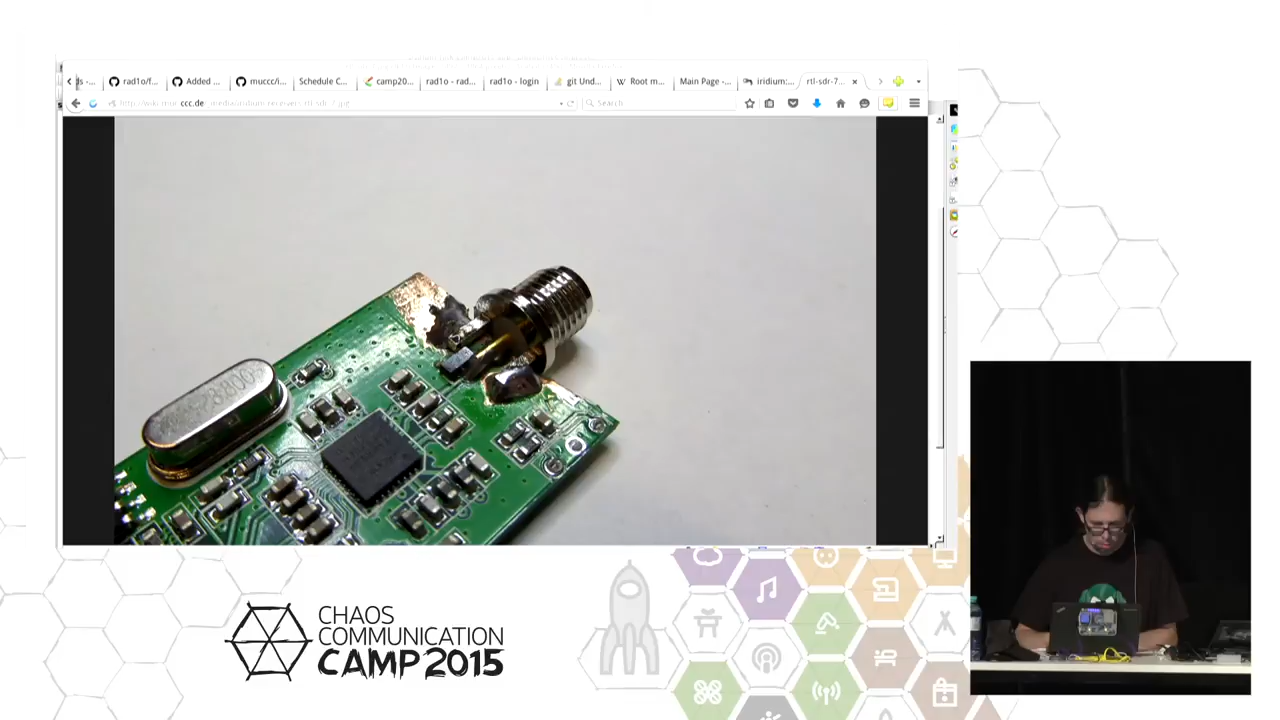 ds -...
rad1o/f...
Added ...
muccc/i...
Schedule C...
camp20...
rad1o - rad...
rad1o - login
git Und...
Root m...
Main Page -...
iridium:...
rtl-sdr-7...
ccc.de
Search
CHAOS
COMMUNICATION
CAMP 2015